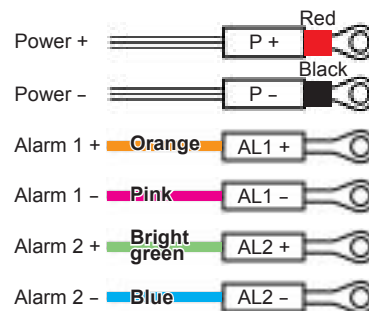 Red
Power + P +
Black
Power – P –
Alarm 1 + Orange AL1 +
Alarm 1 – Pink AL1 –
Alarm 2 + Bright green AL2 +
Alarm 2 – Blue AL2 –